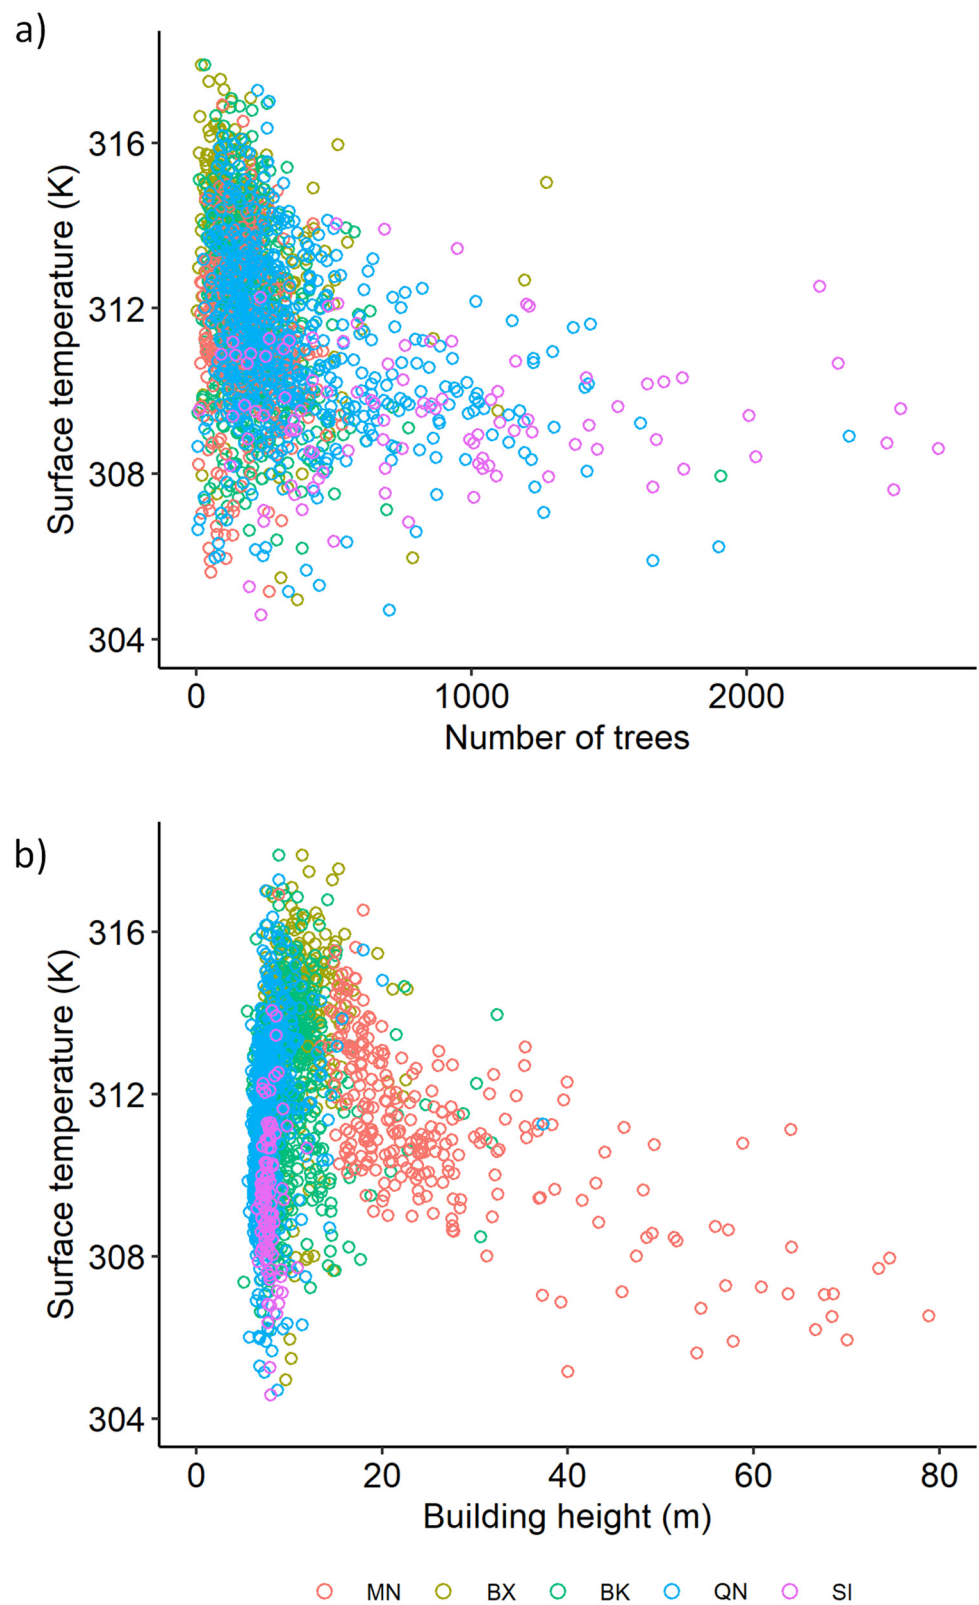 a)
316
312
308
304
Surface temperature (K)
0 1000 2000
Number of trees
b)
316
312
308
304
Surface temperature (K)
0 20 40 60 80
Building height (m)
MN BX BK QN SI